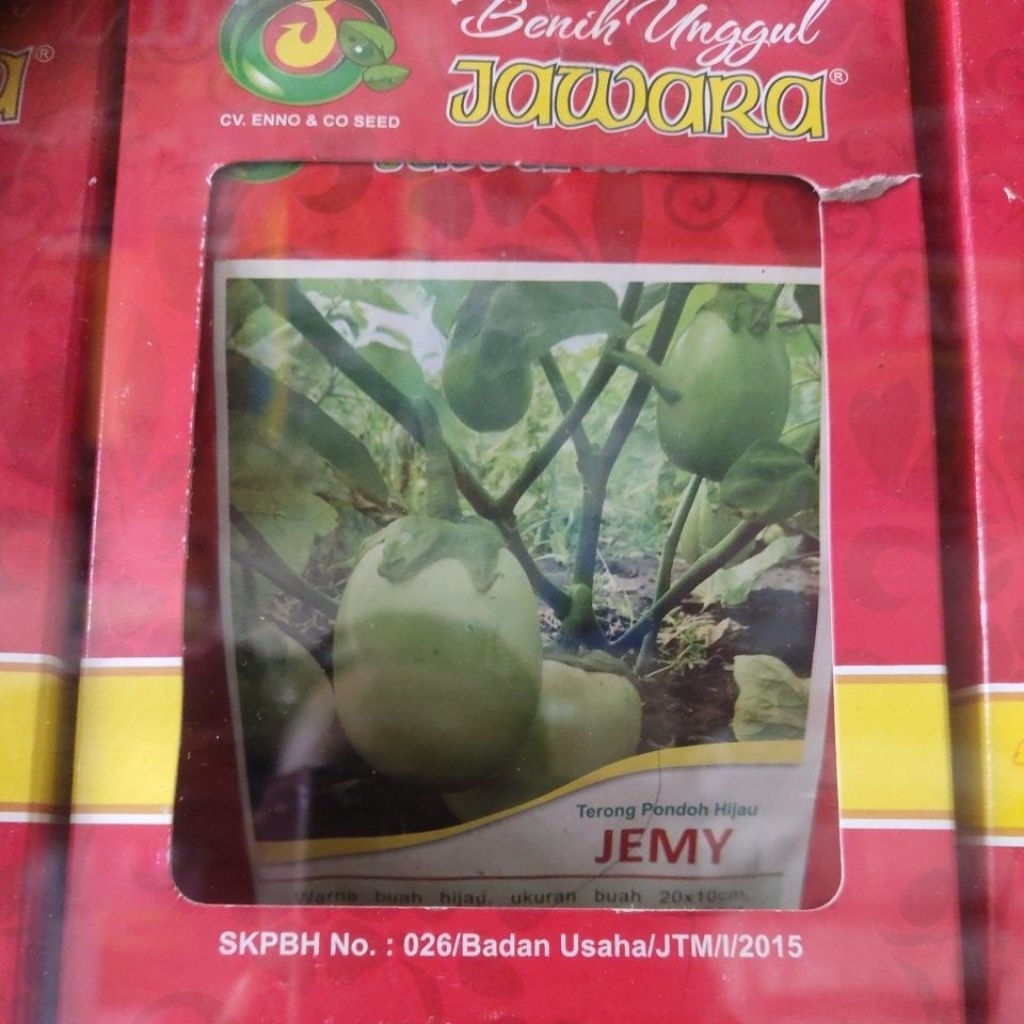 Benih Unggul
JAWARA®
CV. ENNO & CO SEED
Terong Pondoh Hijau
JEMY
Warna buah hijau, ukuran buah 20x10cm,
SKPBH No. : 026/Badan Usaha/JTM/I/2015